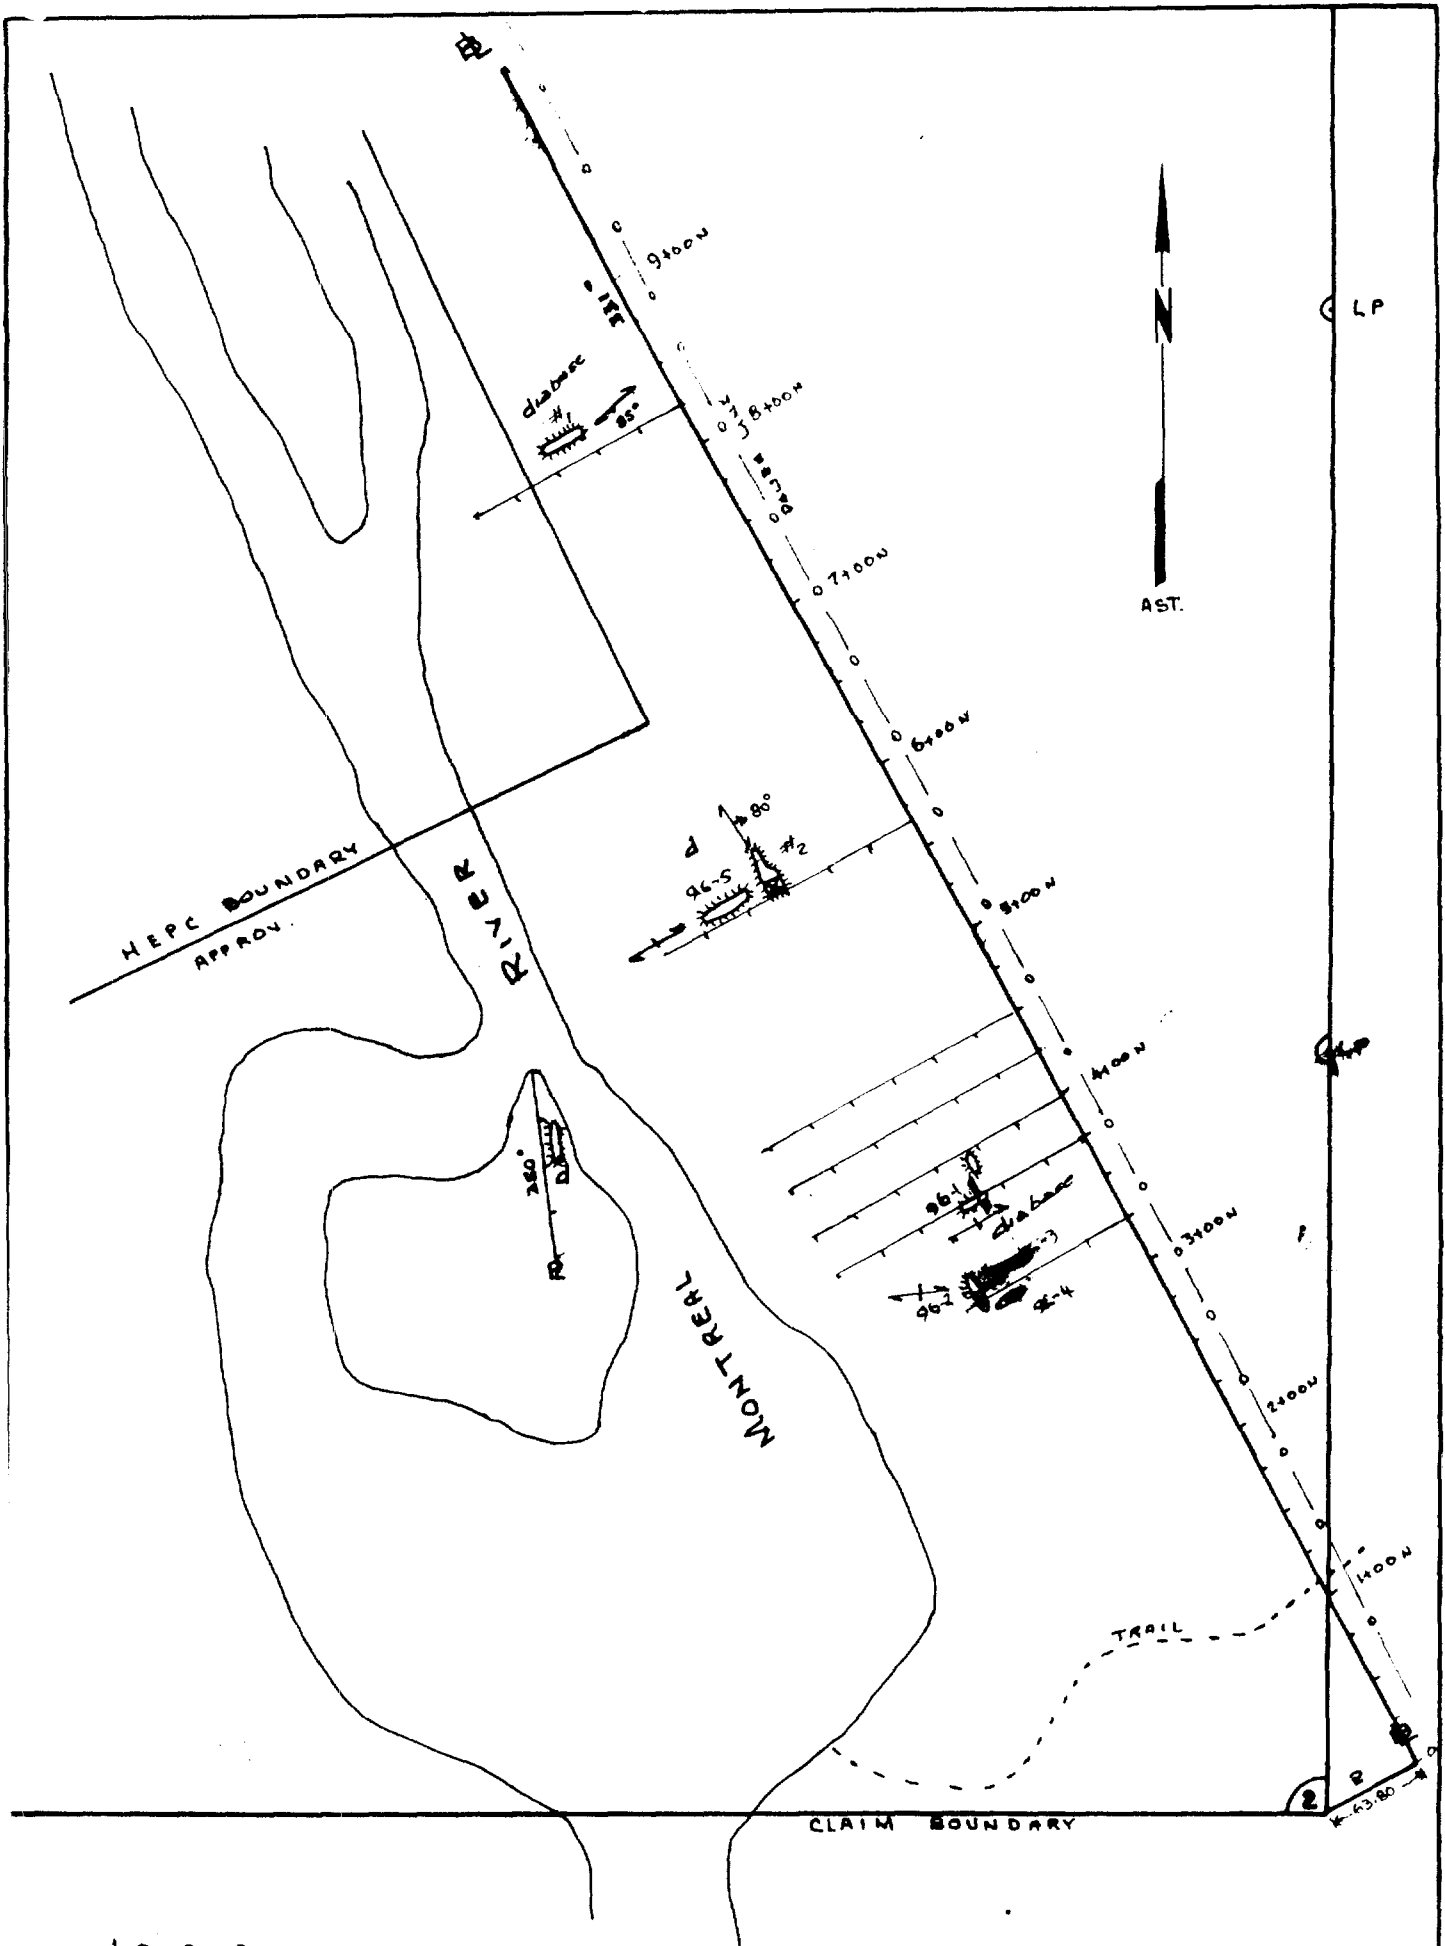 BL
9+00N
331°
LP
diabase
#1
85°
8+00N
N
7+00N
AST.
6+00N
80°
#2
d
96-5
5+00N
HEPC BOUNDARY
APPROX.
RIVER
4+00N
96-1
diabase
3+00N
96-2
96-4
MONTREAL
2+00N
1+00N
TRAIL
2
63.80
CLAIM BOUNDARY